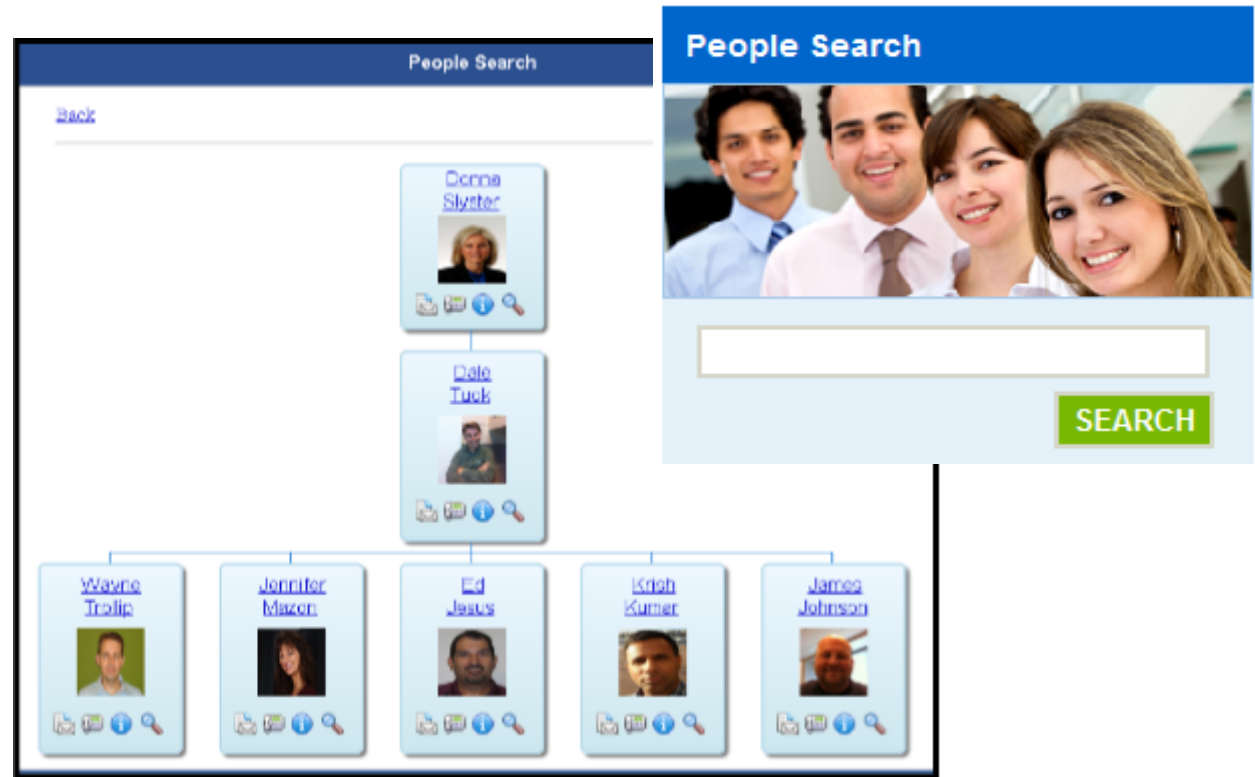 People Search
Back
Donna
Slyster
Dale
Tuck
Wayne
Trollip
Jennifer
Mazon
Ed
Jesus
Krish
Kumar
James
Johnson
People Search
SEARCH